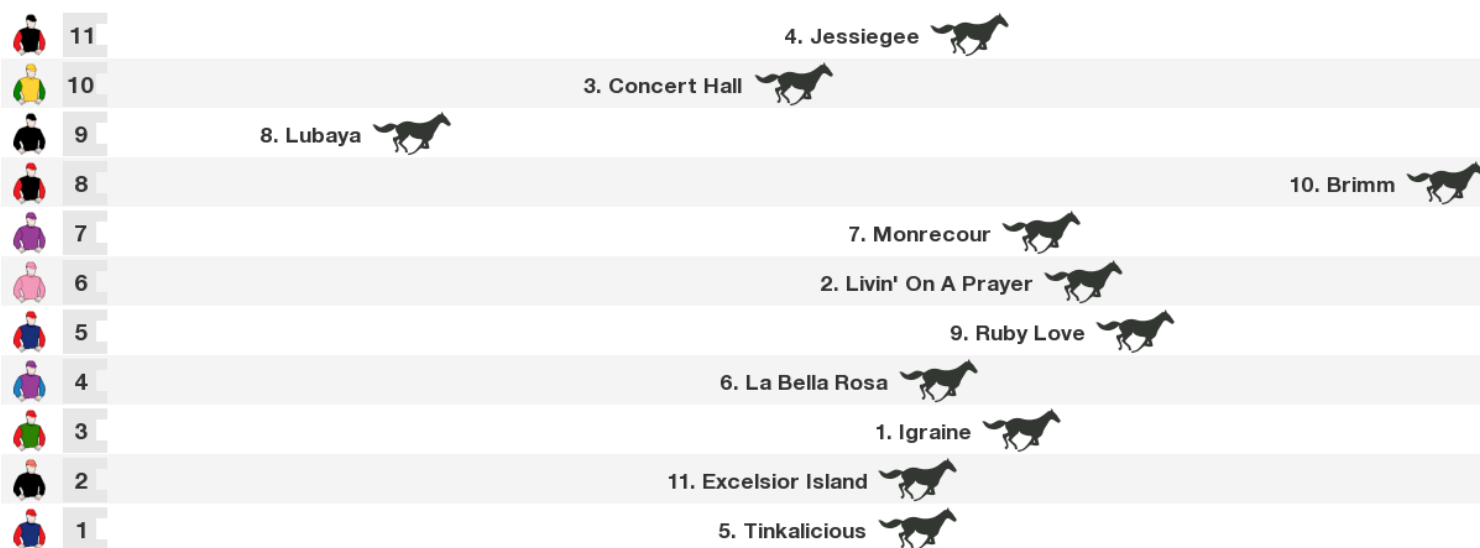 11 4. Jessiegee
10 3. Concert Hall
9 8. Lubaya
8 10. Brimm
7 7. Monrecour
6 2. Livin' On A Prayer
5 9. Ruby Love
4 6. La Bella Rosa
3 1. Igraine
2 11. Excelsior Island
1 5. Tinkalicious